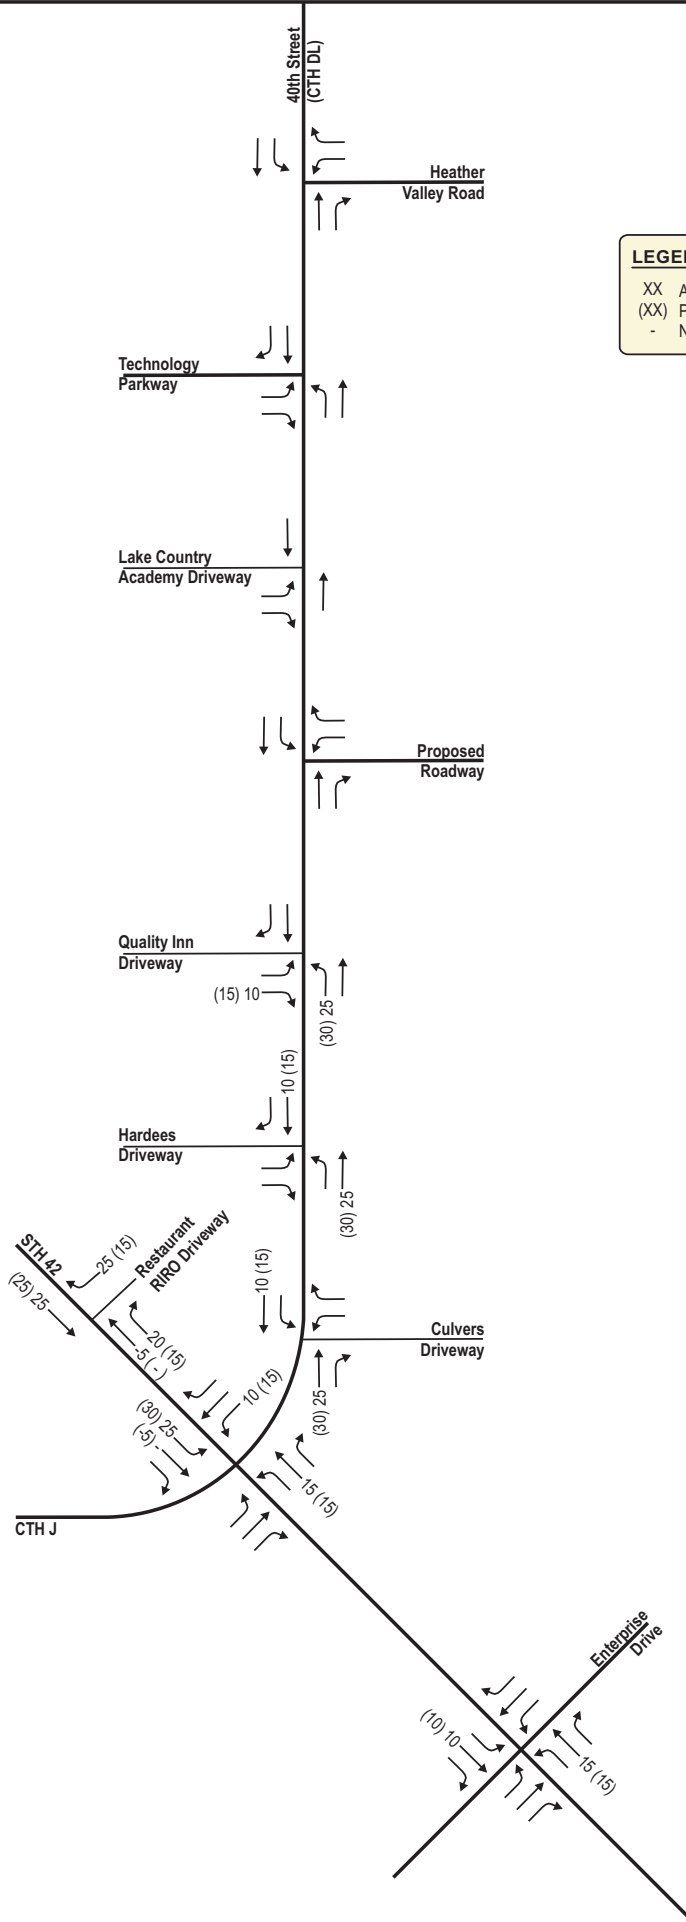 40th Street
(CTH DL)
Heather
Valley Road
XX
(XX)
-
Technology
Parkway
Lake Country
Academy Driveway
Proposed
Roadway
Quality Inn
Driveway
(15) 10
(30) 25
10 (15)
Hardees
Driveway
(30) 25
STH 42
25 (15)
Restaurant
RIRO Driveway
(25) 25
10 (15)
20 (15)
-5 (-)
Culvers
Driveway
(30) 25
10 (15)
(30) 25
(-5) -
15 (15)
CTH J
Enterprise
Drive
(10) 10
15 (15)